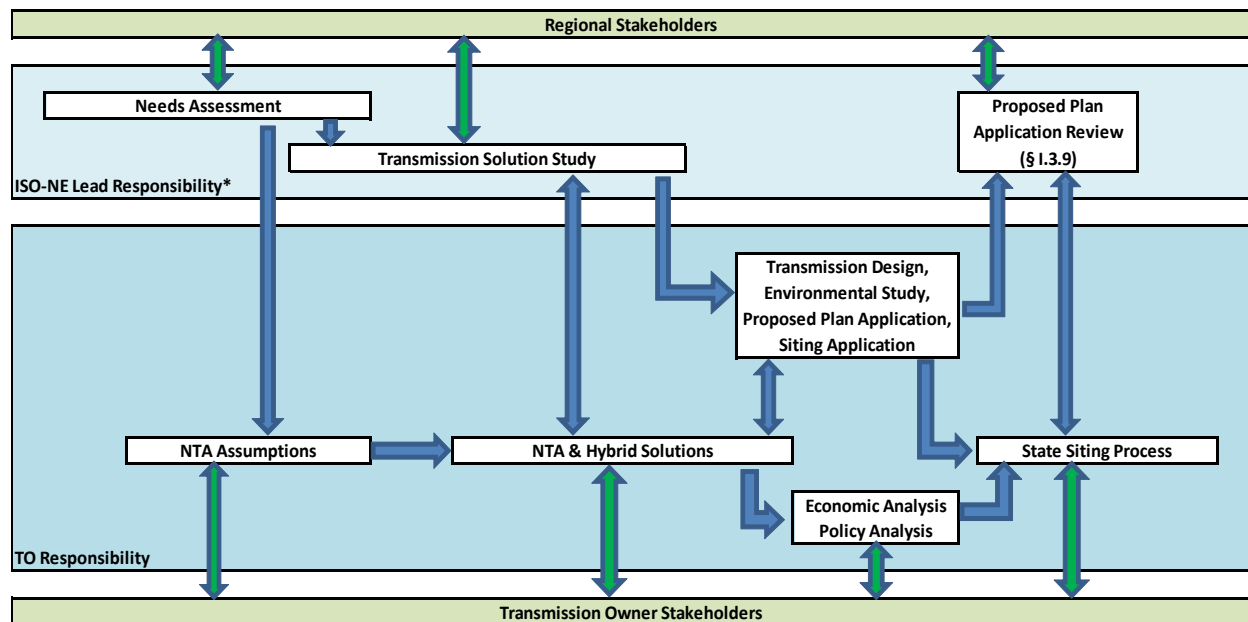 Regional Stakeholders
Needs Assessment
Transmission Solution Study
Proposed Plan
Application Review
(§ I.3.9)
ISO-NE Lead Responsibility*
Transmission Design,
Environmental Study,
Proposed Plan Application,
Siting Application
NTA Assumptions
NTA & Hybrid Solutions
State Siting Process
Economic Analysis
Policy Analysis
TO Responsibility
Transmission Owner Stakeholders